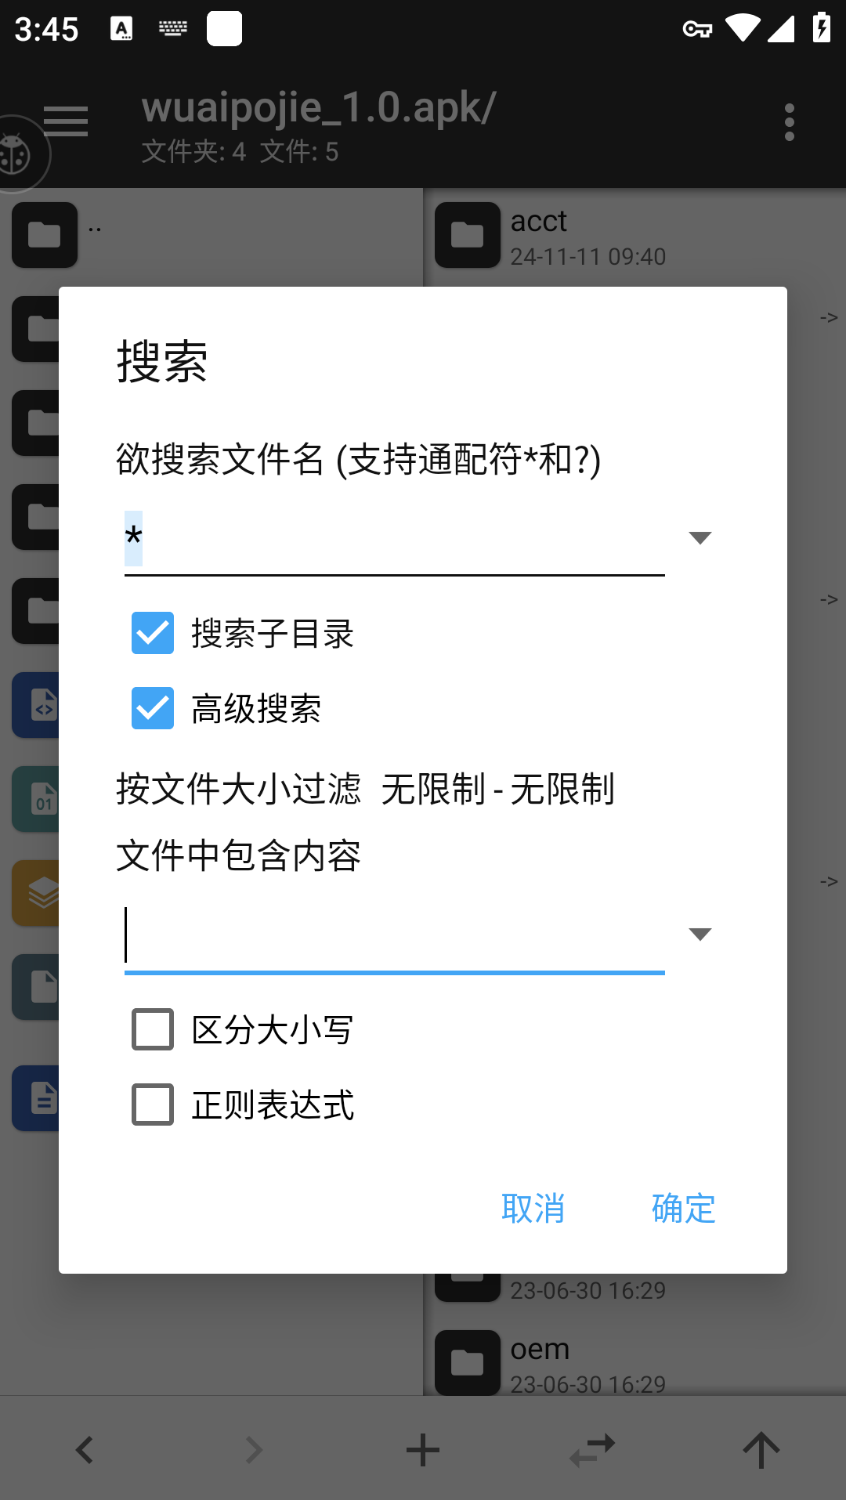 3:45
wuaipojie_1.0.apk/
文件夹: 4 文件: 5
..
acct
24-11-11 09:40
->
搜索
欲搜索文件名 (支持通配符*和?)
*
搜索子目录
->
高级搜索
按文件大小过滤 无限制 - 无限制
01
文件中包含内容
->
区分大小写
正则表达式
取消 确定
23-06-30 16:29
oem
23-06-30 16:29